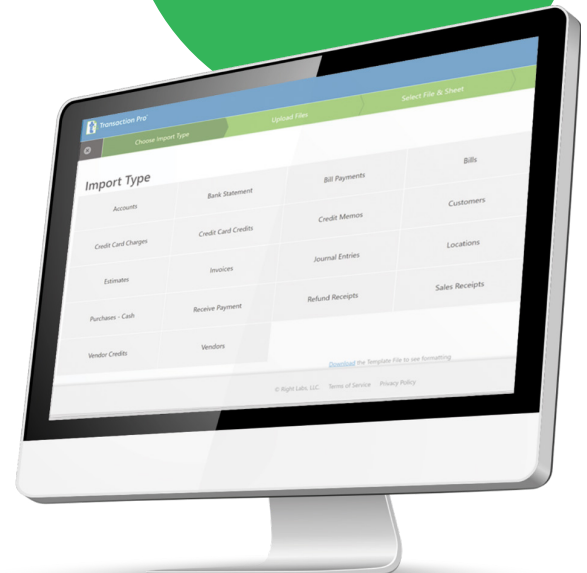 Transaction Pro
Choose Import Type
Upload Files
Select File & Sheet
Import Type
Accounts
Bank Statement
Bill Payments
Bills
Credit Card Charges
Credit Card Credits
Credit Memos
Customers
Estimates
Invoices
Journal Entries
Locations
Purchases - Cash
Receive Payment
Refund Receipts
Sales Receipts
Vendor Credits
Vendors
Download the Template File to see formatting
© Right Labs, LLC. Terms of Service Privacy Policy